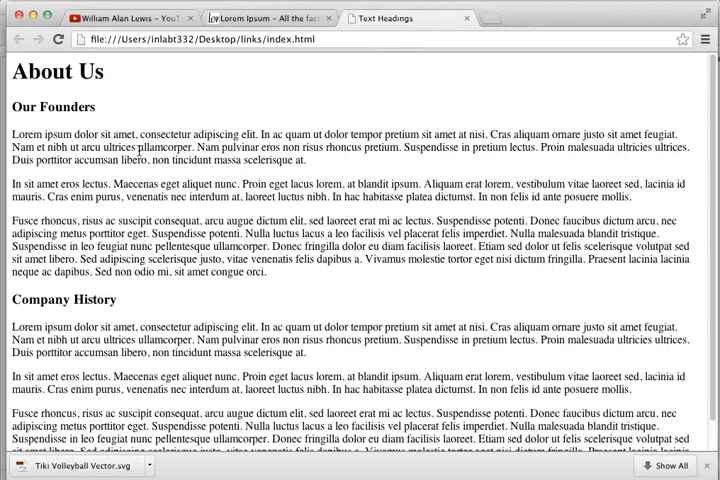 William Alan Lewis – YouT
Lorem Ipsum – All the fact
Text Headings
file:///Users/inlabt332/Desktop/links/index.html
About Us
Our Founders
Lorem ipsum dolor sit amet, consectetur adipiscing elit. In ac quam ut dolor tempor pretium sit amet at nisi. Cras aliquam ornare justo sit amet feugiat.
Nam et nibh ut arcu ultrices ullamcorper. Nam pulvinar eros non risus rhoncus pretium. Suspendisse in pretium lectus. Proin malesuada ultricies ultrices.
Duis porttitor accumsan libero, non tincidunt massa scelerisque at.
In sit amet eros lectus. Maecenas eget aliquet nunc. Proin eget lacus lorem, at blandit ipsum. Aliquam erat lorem, vestibulum vitae laoreet sed, lacinia id
mauris. Cras enim purus, venenatis nec interdum at, laoreet luctus nibh. In hac habitasse platea dictumst. In non felis id ante posuere mollis.
Fusce rhoncus, risus ac suscipit consequat, arcu augue dictum elit, sed laoreet erat mi ac lectus. Suspendisse potenti. Donec faucibus dictum arcu, nec
adipiscing metus porttitor eget. Suspendisse potenti. Nulla luctus lacus a leo facilisis vel placerat felis imperdiet. Curabitur mattis blandit tristique.
Suspendisse in leo feugiat nunc pellentesque ullamcorper. Donec fringilla dolor eu diam facilisis laoreet. Etiam sed dolor ut felis scelerisque volutpat sed
sit amet libero. Sed adipiscing scelerisque justo, vitae venenatis felis dapibus a. Vivamus molestie tortor eget nisi dictum fringilla. Praesent lacinia lacinia
neque ac dapibus. Sed non odio mi, sit amet congue orci.
Company History
Lorem ipsum dolor sit amet, consectetur adipiscing elit. In ac quam ut dolor tempor pretium sit amet at nisi. Cras aliquam ornare justo sit amet feugiat.
Nam et nibh ut arcu ultrices ullamcorper. Nam pulvinar eros non risus rhoncus pretium. Suspendisse in pretium lectus. Proin malesuada ultricies ultrices.
Duis porttitor accumsan libero, non tincidunt massa scelerisque at.
In sit amet eros lectus. Maecenas eget aliquet nunc. Proin eget lacus lorem, at blandit ipsum. Aliquam erat lorem, vestibulum vitae laoreet sed, lacinia id
mauris. Cras enim purus, venenatis nec interdum at, laoreet luctus nibh. In hac habitasse platea dictumst. In non felis id ante posuere mollis.
Fusce rhoncus, risus ac suscipit consequat, arcu augue dictum elit, sed laoreet erat mi ac lectus. Suspendisse potenti. Donec faucibus dictum arcu, nec
adipiscing metus porttitor eget. Suspendisse potenti. Nulla luctus lacus a leo facilisis vel placerat felis imperdiet. Curabitur mattis blandit tristique.
Suspendisse in leo feugiat nunc pellentesque ullamcorper. Donec fringilla dolor eu diam facilisis laoreet. Etiam sed dolor ut felis scelerisque volutpat sed
Tiki Volleyball Vector.svg
Show All